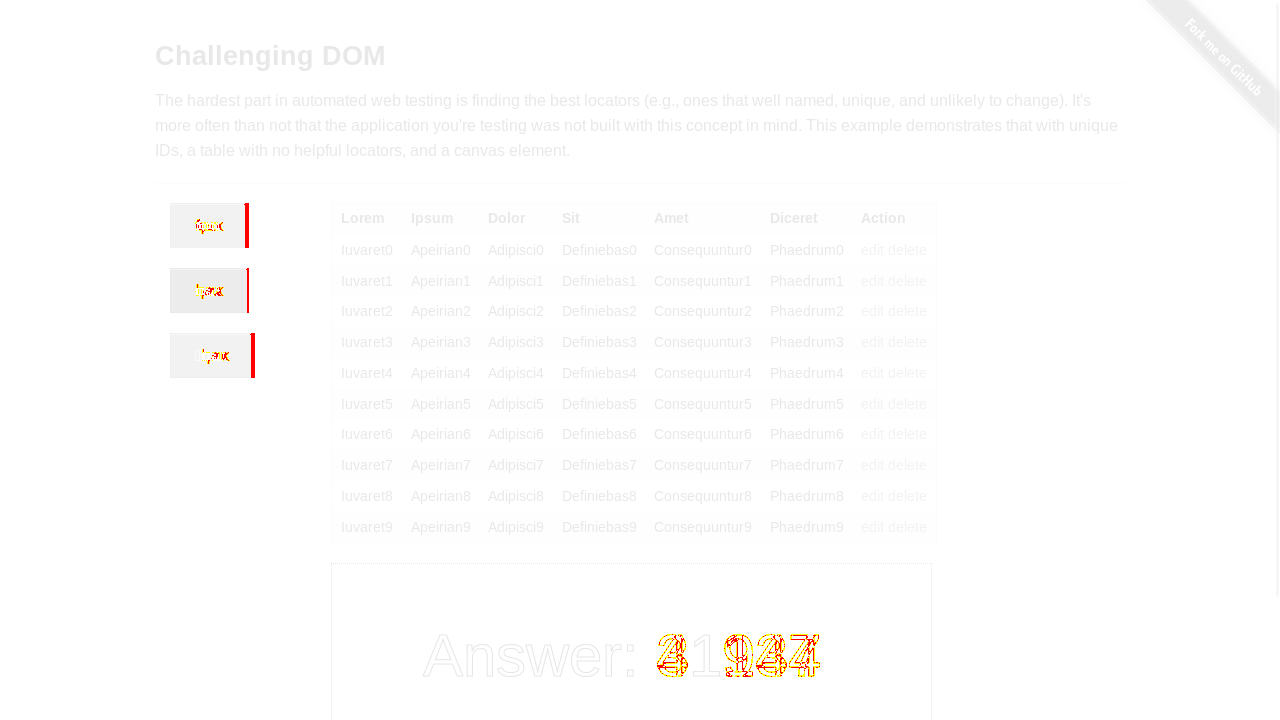 Fork me on GitHub
Challenging DOM
The hardest part in automated web testing is finding the best locators (e.g., ones that well named, unique, and unlikely to change). It's
more often than not that the application you're testing was not built with this concept in mind. This example demonstrates that with unique
IDs, a table with no helpful locators, and a canvas element.
Lorem Ipsum Dolor Sit Amet Diceret Action
Iuvaret0 Apeirian0 Adipisci0 Definiebas0 Consequuntur0 Phaedrum0 edit delete
Iuvaret1 Apeirian1 Adipisci1 Definiebas1 Consequuntur1 Phaedrum1 edit delete
Iuvaret2 Apeirian2 Adipisci2 Definiebas2 Consequuntur2 Phaedrum2 edit delete
Iuvaret3 Apeirian3 Adipisci3 Definiebas3 Consequuntur3 Phaedrum3 edit delete
Iuvaret4 Apeirian4 Adipisci4 Definiebas4 Consequuntur4 Phaedrum4 edit delete
Iuvaret5 Apeirian5 Adipisci5 Definiebas5 Consequuntur5 Phaedrum5 edit delete
Iuvaret6 Apeirian6 Adipisci6 Definiebas6 Consequuntur6 Phaedrum6 edit delete
Iuvaret7 Apeirian7 Adipisci7 Definiebas7 Consequuntur7 Phaedrum7 edit delete
Iuvaret8 Apeirian8 Adipisci8 Definiebas8 Consequuntur8 Phaedrum8 edit delete
Iuvaret9 Apeirian9 Adipisci9 Definiebas9 Consequuntur9 Phaedrum9 edit delete
Answer: